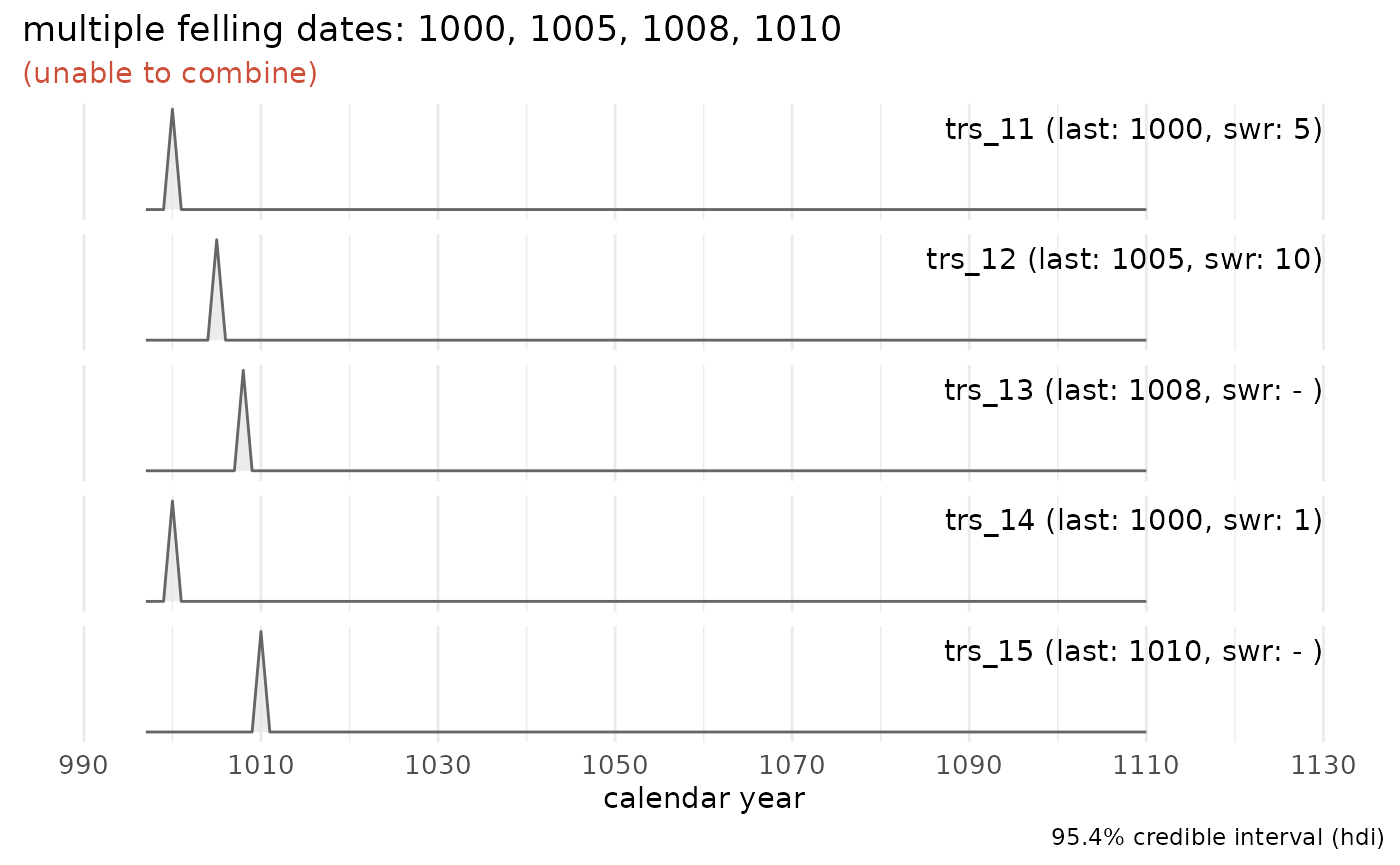 multiple felling dates: 1000, 1005, 1008, 1010
(unable to combine)
trs_11 (last: 1000, swr: 5)
trs_12 (last: 1005, swr: 10)
trs_13 (last: 1008, swr: - )
trs_14 (last: 1000, swr: 1)
trs_15 (last: 1010, swr: - )
990 1010 1030 1050 1070 1090 1110 1130
calendar year
95.4% credible interval (hdi)